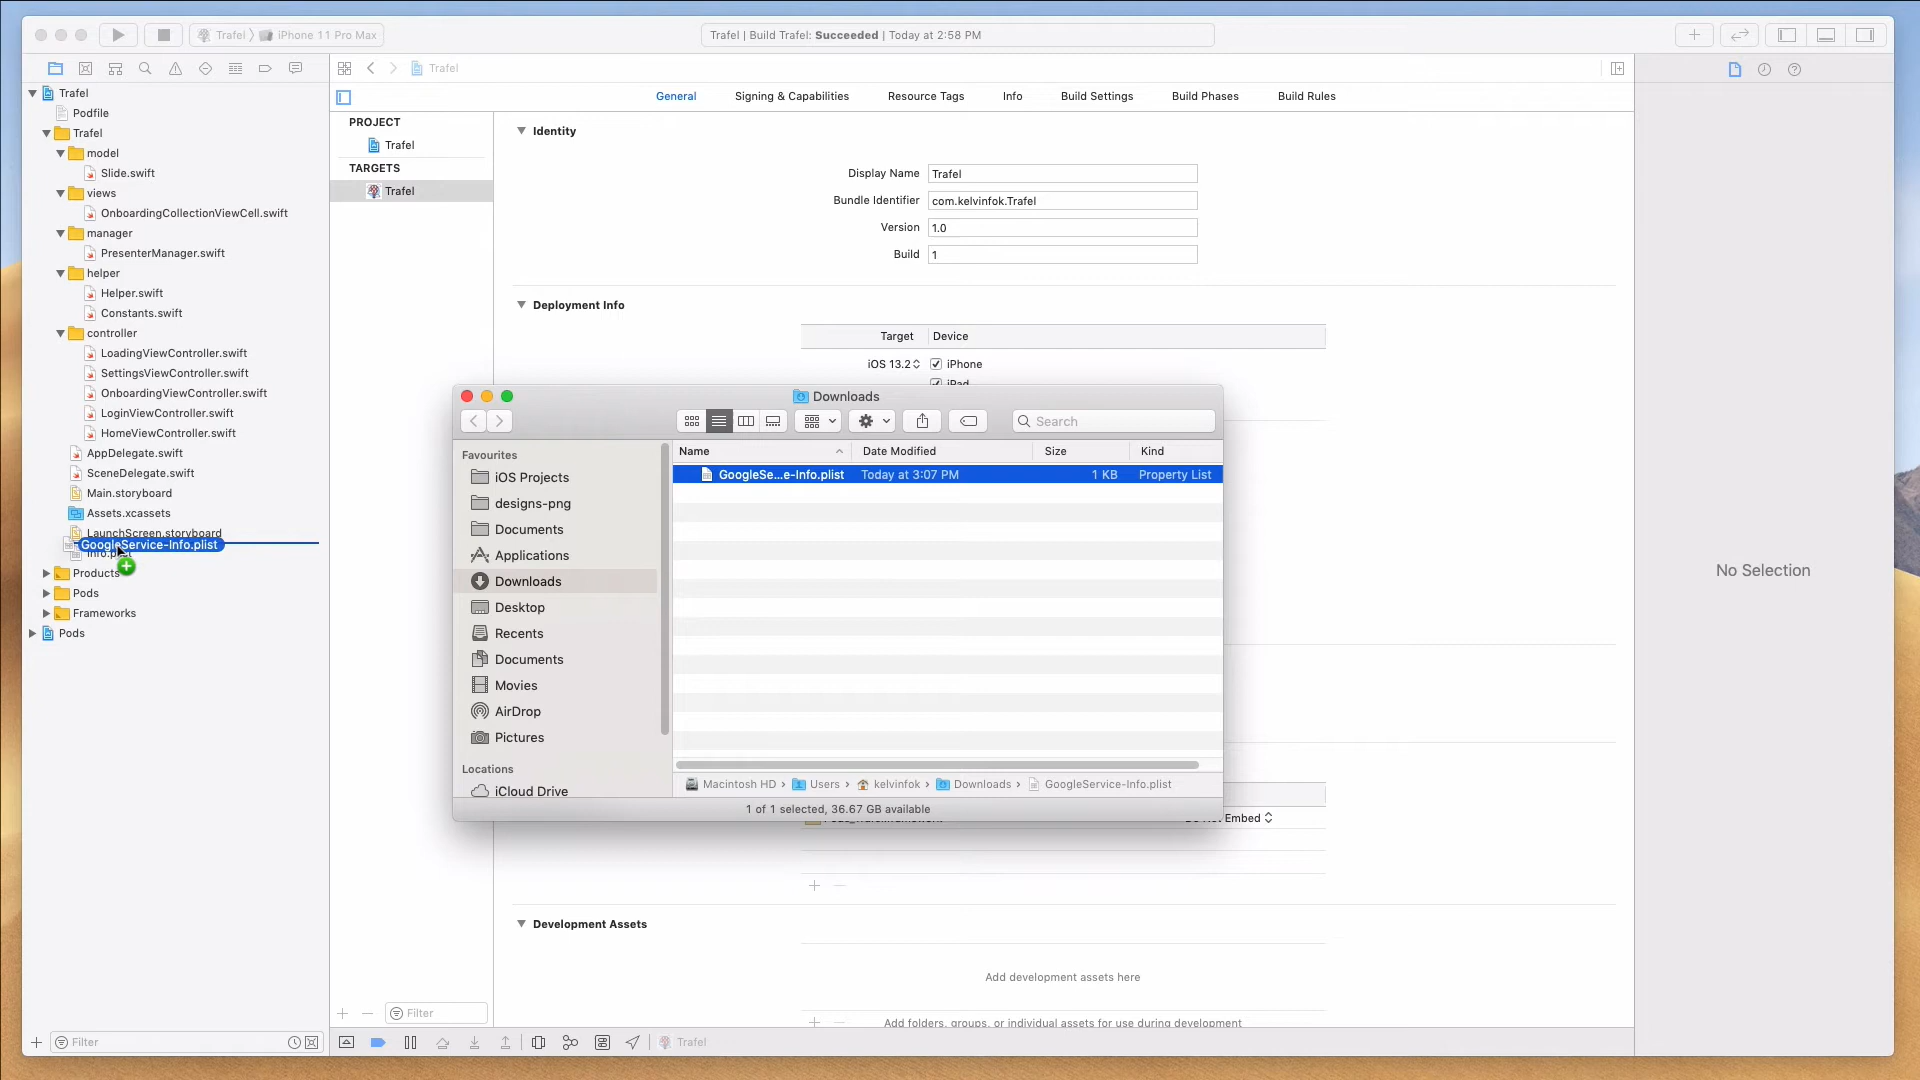 Trafel
iPhone 11 Pro Max
Trafel | Build Trafel: Succeeded | Today at 2:58 PM
Trafel
Podfile
Trafel
model
Slide.swift
views
OnboardingCollectionViewCell.swift
manager
PresenterManager.swift
helper
Helper.swift
Constants.swift
controller
LoadingViewController.swift
SettingsViewController.swift
OnboardingViewController.swift
LoginViewController.swift
HomeViewController.swift
AppDelegate.swift
SceneDelegate.swift
Main.storyboard
Assets.xcassets
LaunchScreen.storyboard
GoogleService-Info.plist
Info.plist
Products
Pods
Frameworks
Pods
Filter
Trafel
General
Signing & Capabilities
Resource Tags
Info
Build Settings
Build Phases
Build Rules
PROJECT
Trafel
TARGETS
Trafel
Filter
Identity
Display Name
Trafel
Bundle Identifier
com.kelvinfok.Trafel
Version
1.0
Build
1
Deployment Info
Target
Device
iOS 13.2
iPhone
iPad
Downloads
Search
Favourites
iOS Projects
designs-png
Documents
Applications
Downloads
Desktop
Recents
Documents
Movies
AirDrop
Pictures
Locations
iCloud Drive
Name
Date Modified
Size
Kind
GoogleSe...e-Info.plist
Today at 3:07 PM
1 KB
Property List
Macintosh HD
Users
kelvinfok
Downloads
GoogleService-Info.plist
1 of 1 selected, 36.67 GB available
Embed
Development Assets
Add development assets here
Add folders, groups, or individual assets for use during development
Trafel
No Selection